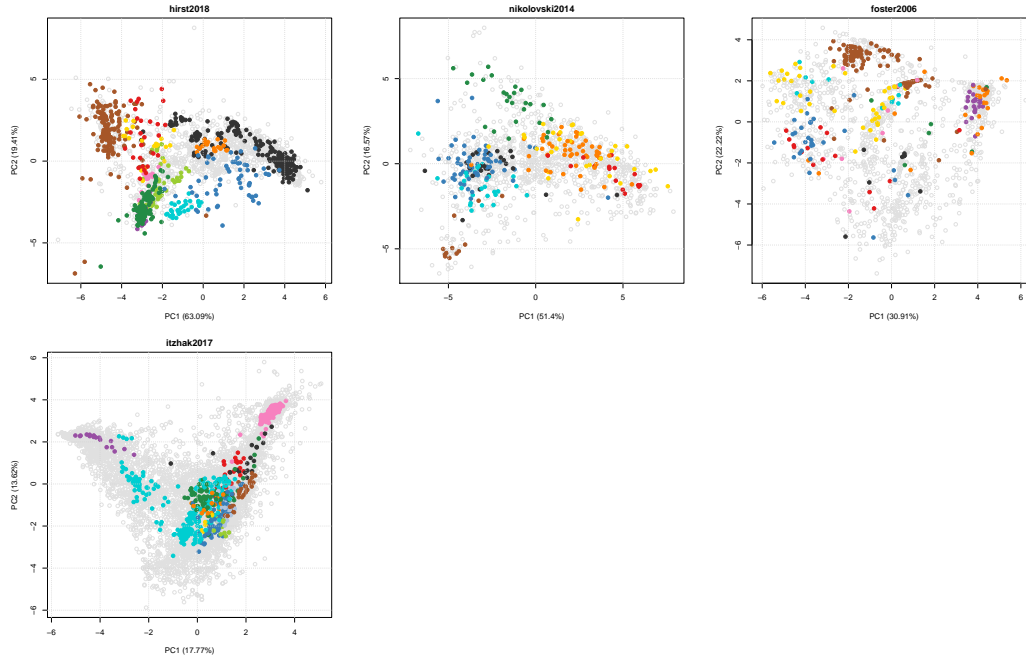 hirst2018
5
0
−5
PC2 (19.41%)
−6 −4 −2 0 2 4 6
PC1 (63.09%)
nikolovski2014
5
0
−5
PC2 (16.57%)
−5 0 5
PC1 (51.4%)
foster2006
4
2
0
−2
−4
−6
PC2 (22.22%)
−6 −4 −2 0 2 4 6
PC1 (30.91%)
itzhak2017
6
4
2
0
−2
−4
−6
PC2 (13.62%)
−6 −4 −2 0 2 4
PC1 (17.77%)